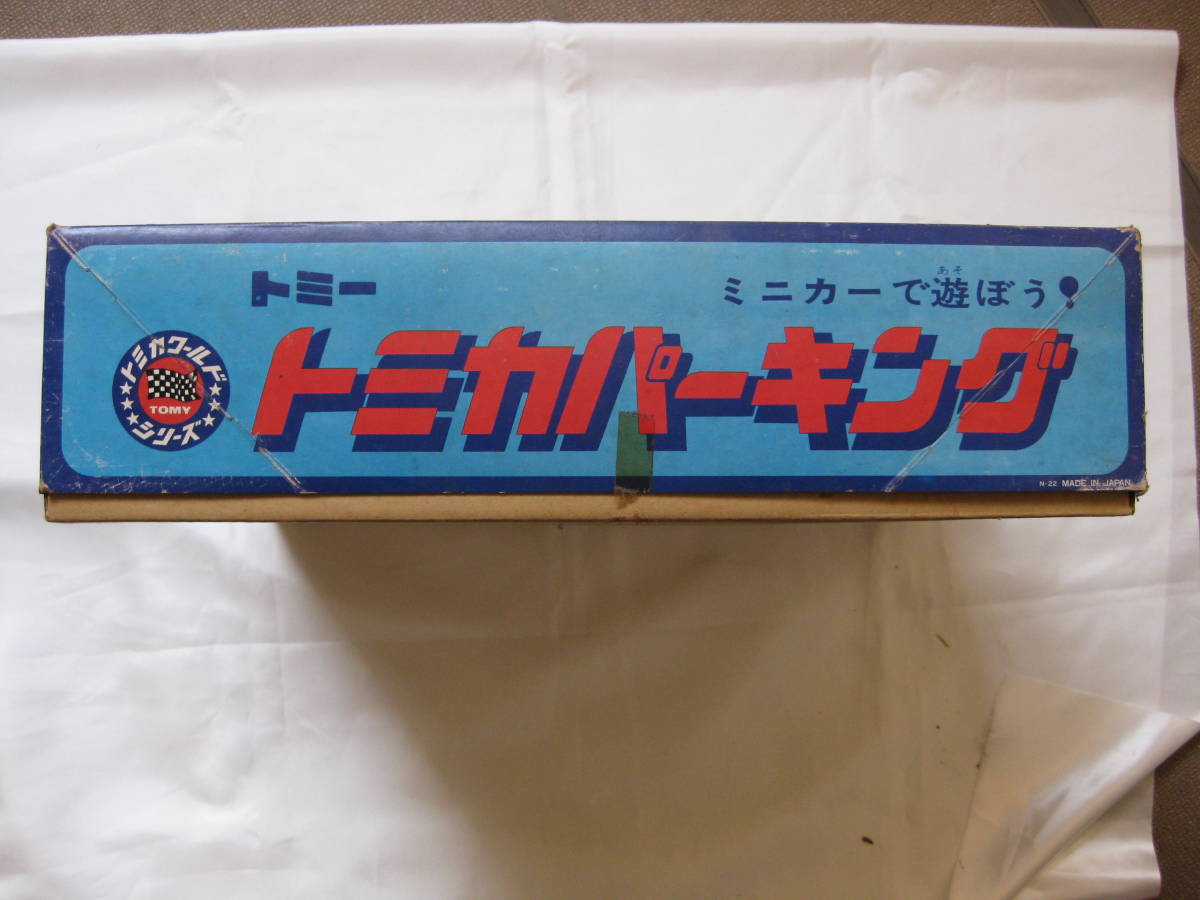 トミー
あそ
ミニカーで遊ぼう!
トミカワールド
TOMY
シリーズ
トミカパーキング
N-22 MADE IN JAPAN